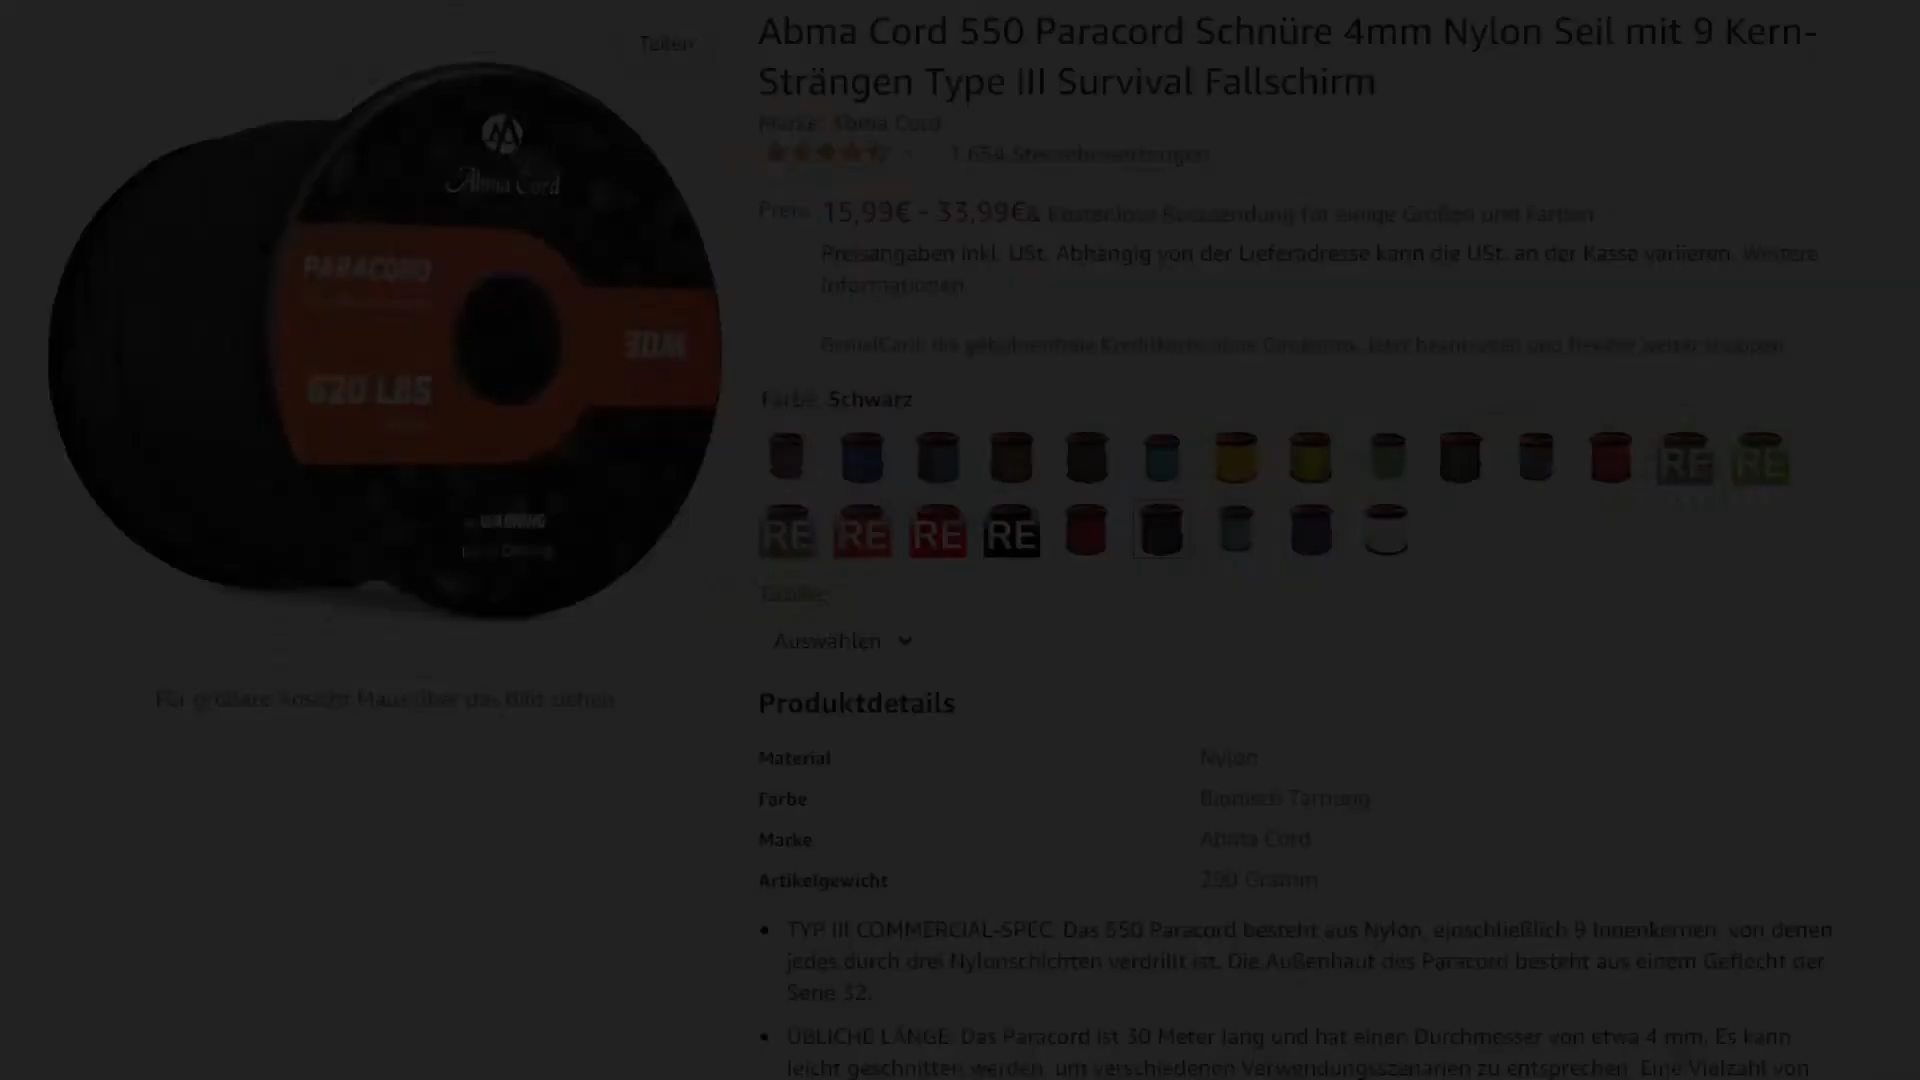 Teilen
Abma Cord 550 Paracord Schnüre 4mm Nylon Seil mit 9 Kern-
Strängen Type III Survival Fallschirm
Marke: Abma Cord
1.654 Sternebewertungen
Preis: 15,99€ - 33,99€ & Kostenlose Rücksendung für einige Größen und Farben
Preisangaben inkl. USt. Abhängig von der Lieferadresse kann die USt. an der Kasse variieren. Weitere
Informationen
Farbe: Schwarz
RE RE
RE RE RE RE
Auswählen
Abma Cord
PARACORD
620 LBS
30M
WARNING
Für größere Ansicht Maus über das Bild ziehen
Produktdetails
Material Nylon
Farbe Bionisch Tarnung
Marke Abma Cord
Artikelgewicht 290 Gramm
• TYP III COMMERCIAL-SPEC: Das 550 Paracord besteht aus Nylon, einschließlich 9 Innenkernen, von denen
jedes durch drei Nylonschichten verdrillt ist. Die Außenhaut des Paracord besteht aus einem Geflecht der
Serie 32.
• ÜBLICHE LÄNGE: Das Paracord ist 30 Meter lang und hat einen Durchmesser von etwa 4 mm. Es kann
leicht geschnitten werden, um verschiedenen Verwendungsszenarien zu entsprechen. Eine Vielzahl von